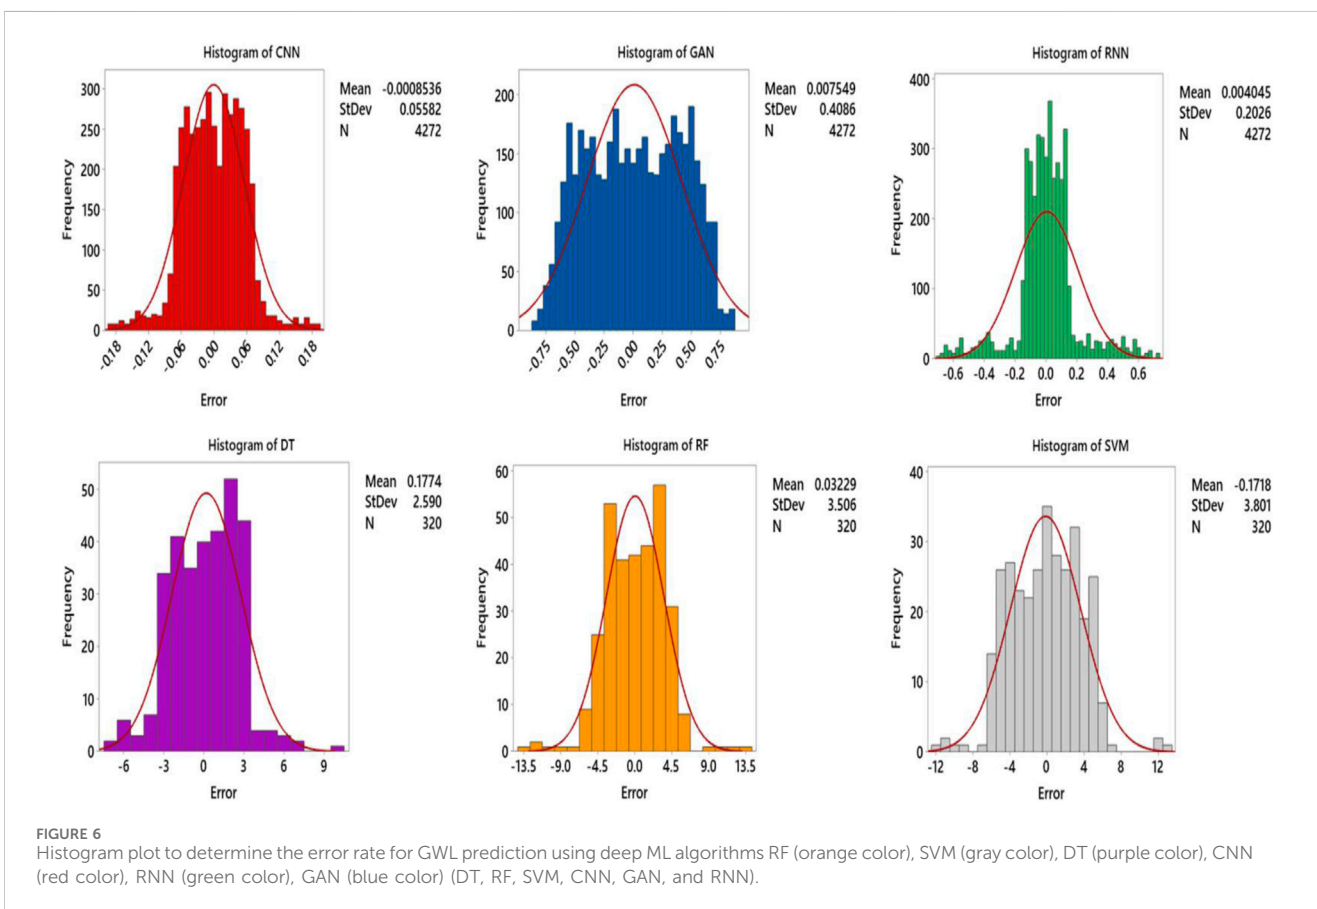 Histogram of CNN
Mean -0.0008536
StDev 0.05582
N 4272
Frequency
300
250
200
150
100
50
0
-0.18 -0.12 -0.06 0.00 0.06 0.12 0.18
Error
Histogram of GAN
Mean 0.007549
StDev 0.4086
N 4272
Frequency
200
150
100
50
0
-0.75 -0.50 -0.25 0.00 0.25 0.50 0.75
Error
Histogram of RNN
Mean 0.004045
StDev 0.2026
N 4272
Frequency
400
300
200
100
0
-0.6 -0.4 -0.2 0.0 0.2 0.4 0.6
Error
Histogram of DT
Mean 0.1774
StDev 2.590
N 320
Frequency
50
40
30
20
10
0
-6 -3 0 3 6 9
Error
Histogram of RF
Mean 0.03229
StDev 3.506
N 320
Frequency
60
50
40
30
20
10
0
-13.5 -9.0 -4.5 0.0 4.5 9.0 13.5
Error
Histogram of SVM
Mean -0.1718
StDev 3.801
N 320
Frequency
40
30
20
10
0
-12 -8 -4 0 4 8 12
Error
FIGURE 6
Histogram plot to determine the error rate for GWL prediction using deep ML algorithms RF (orange color), SVM (gray color), DT (purple color), CNN
(red color), RNN (green color), GAN (blue color) (DT, RF, SVM, CNN, GAN, and RNN).